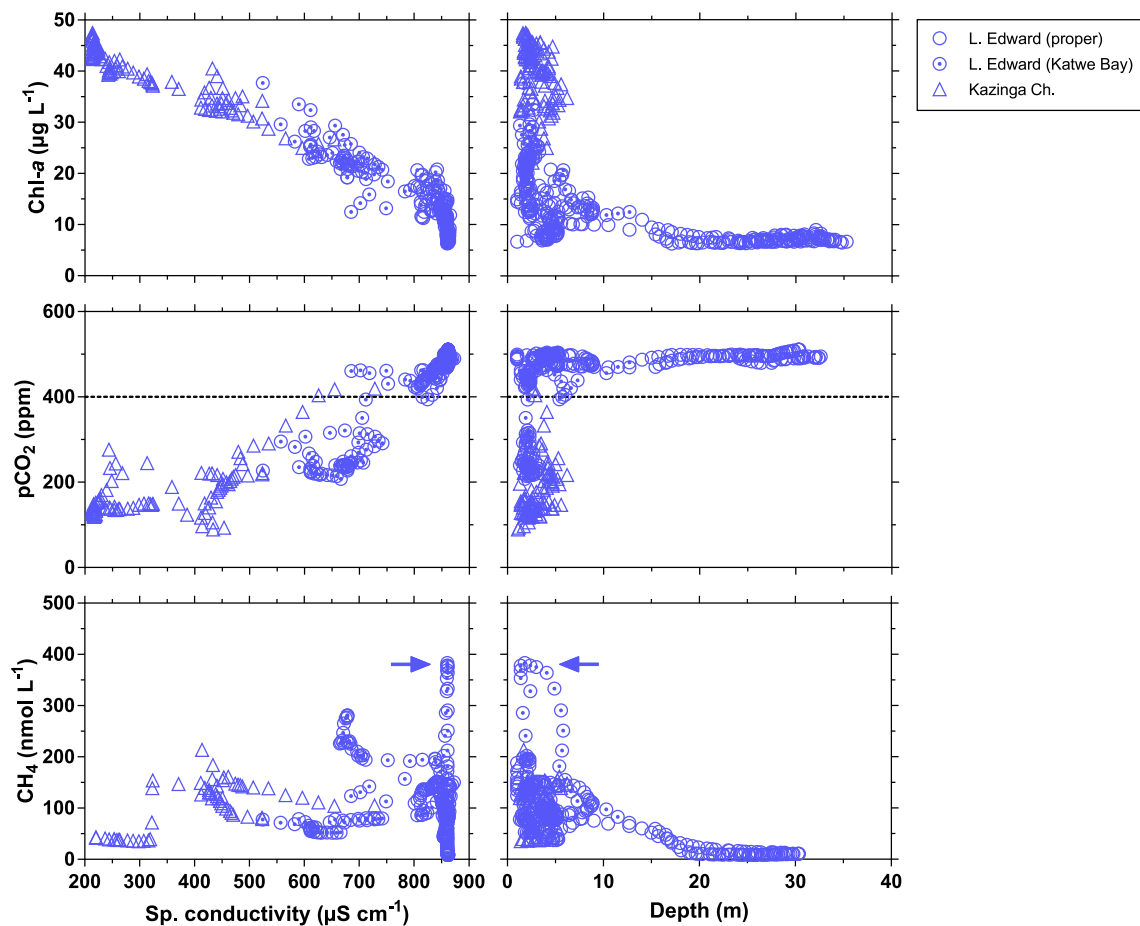 50
40
30
20
10
0
Chl-a (µg L⁻¹)
L. Edward (proper)
L. Edward (Katwe Bay)
Kazinga Ch.
600
400
200
0
pCO₂ (ppm)
500
400
300
200
100
0
CH₄ (nmol L⁻¹)
200 300 400 500 600 700 800 900
Sp. conductivity (µS cm⁻¹)
0 10 20 30 40
Depth (m)